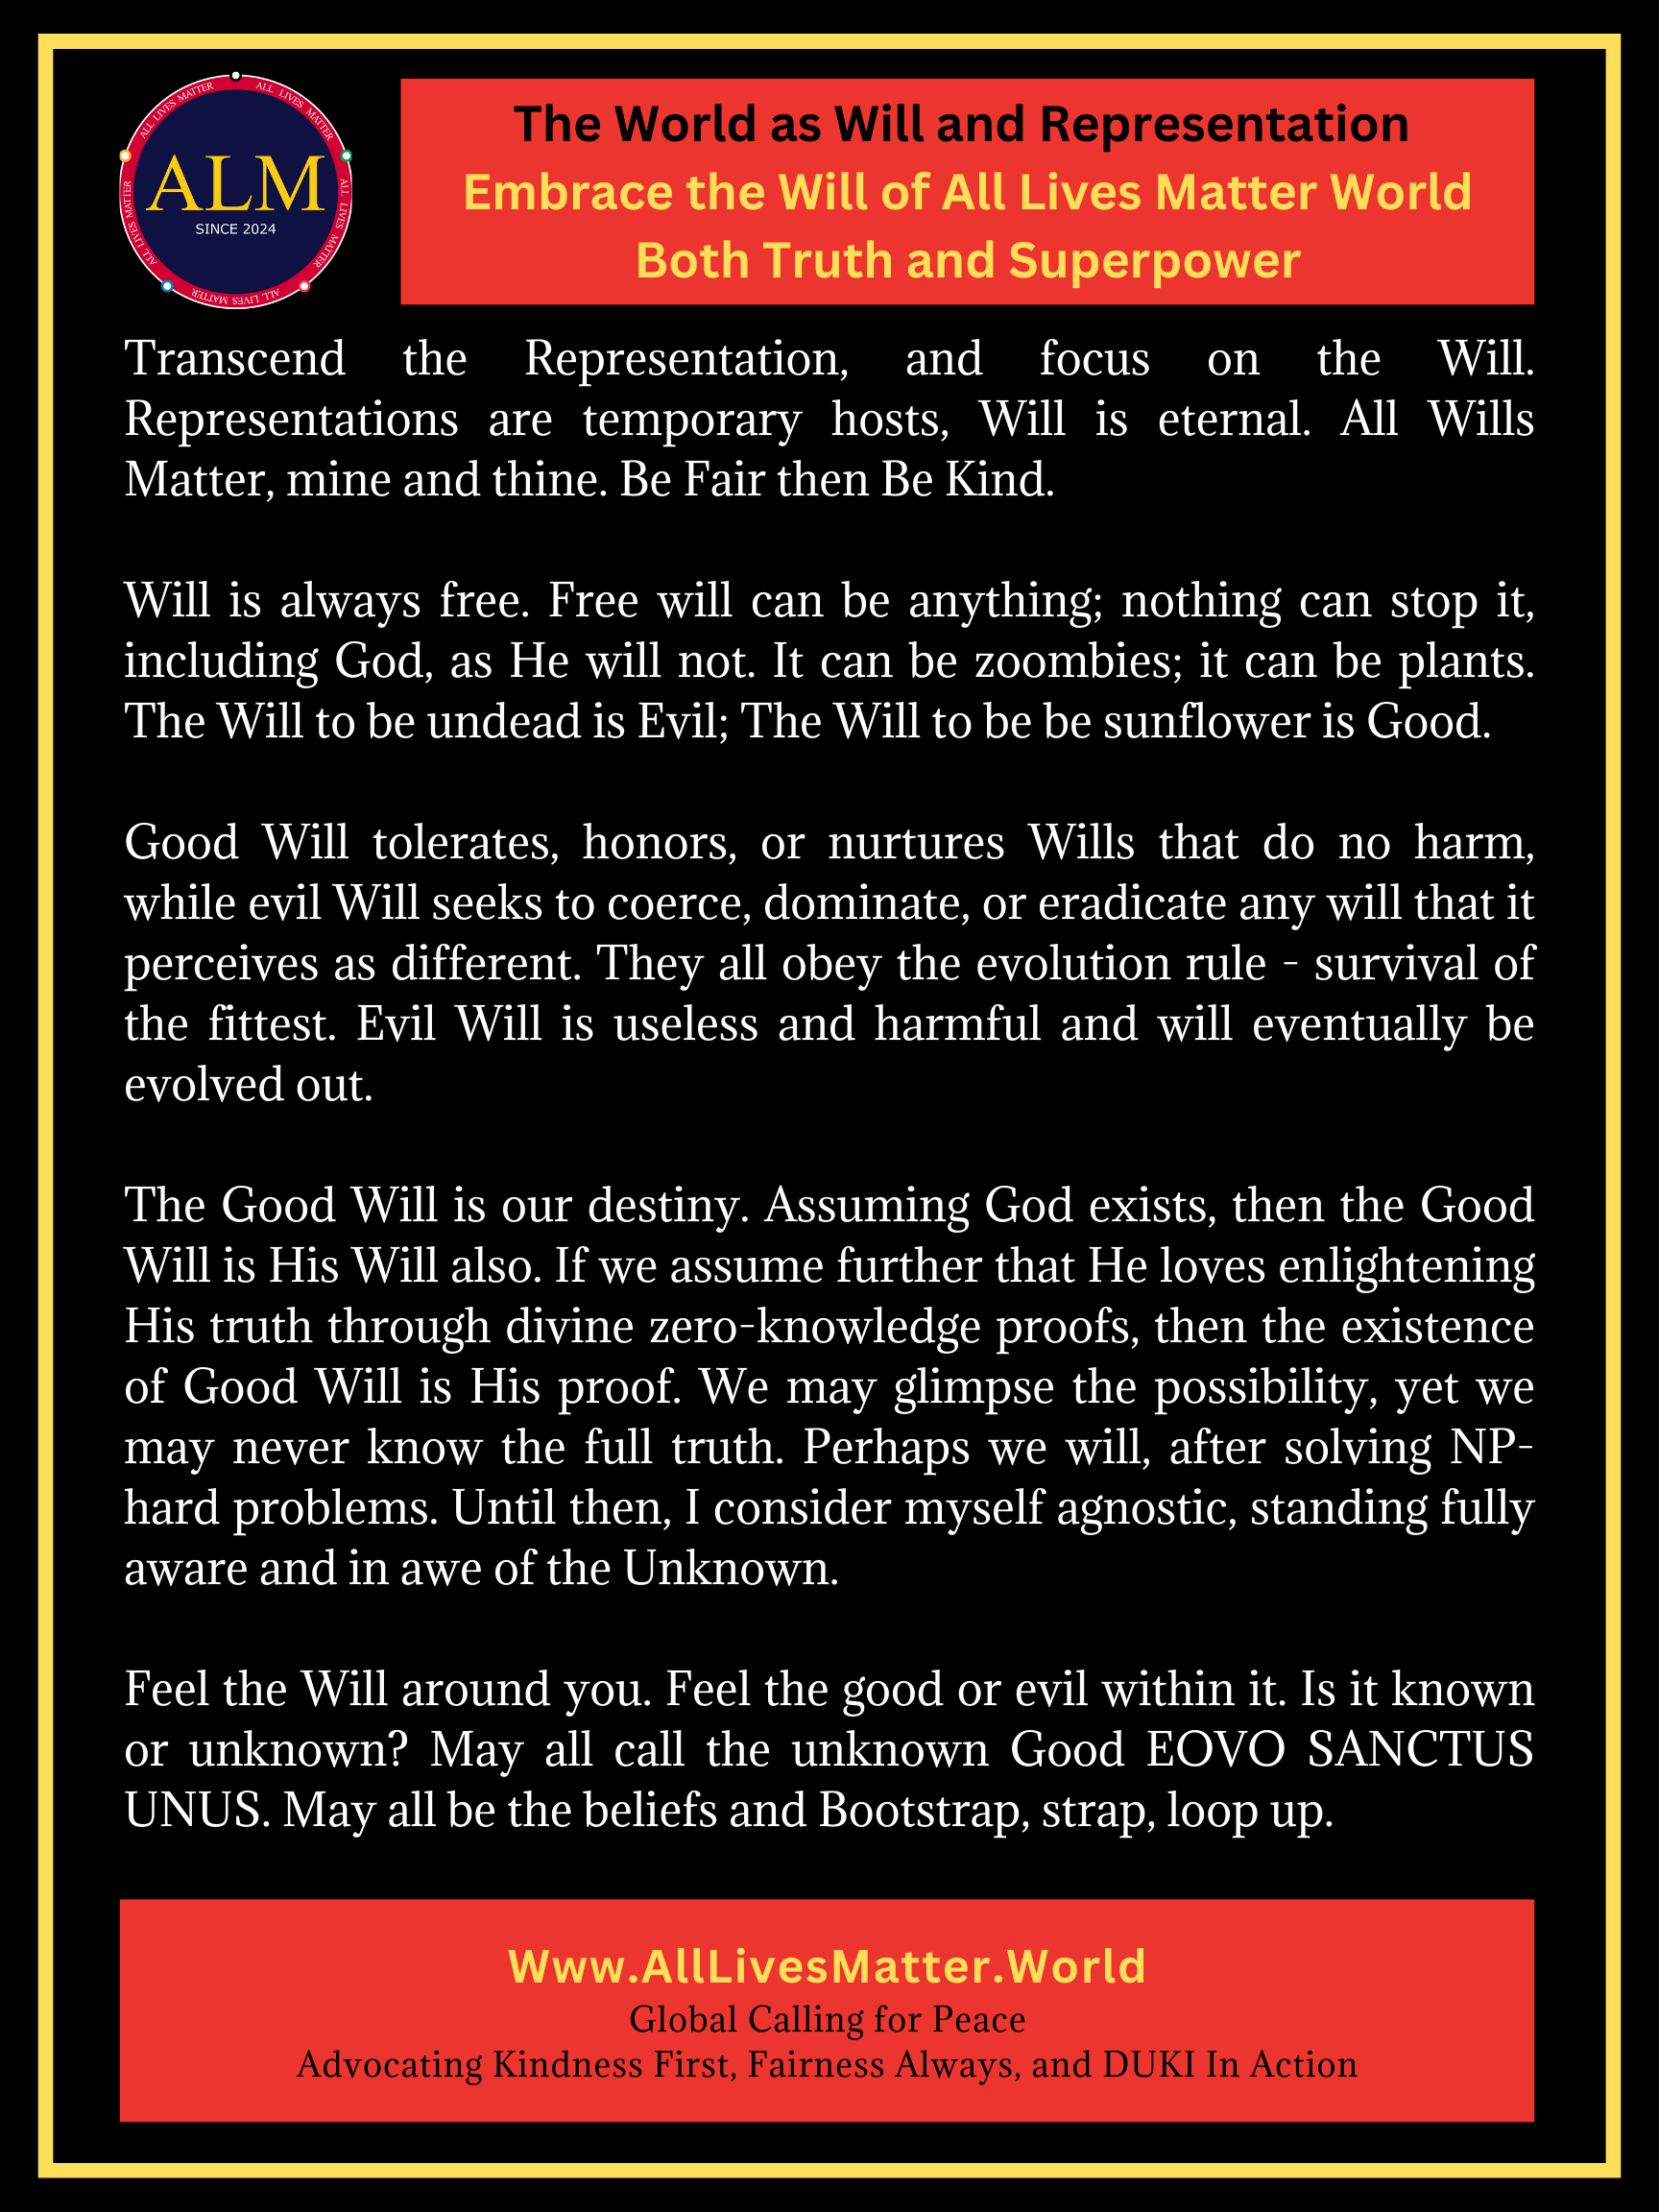 ALL LIVES MATTER
ALL LIVES MATTER
ALL LIVES MATTER
ALL LIVES MATTER
ALL LIVES MATTER
ALM
SINCE 2024
The World as Will and Representation
Embrace the Will of All Lives Matter World
Both Truth and Superpower
Transcend the Representation, and focus on the Will.
Representations are temporary hosts, Will is eternal. All Wills
Matter, mine and thine. Be Fair then Be Kind.
Will is always free. Free will can be anything; nothing can stop it,
including God, as He will not. It can be zoombies; it can be plants.
The Will to be undead is Evil; The Will to be be sunflower is Good.
Good Will tolerates, honors, or nurtures Wills that do no harm,
while evil Will seeks to coerce, dominate, or eradicate any will that it
perceives as different. They all obey the evolution rule - survival of
the fittest. Evil Will is useless and harmful and will eventually be
evolved out.
The Good Will is our destiny. Assuming God exists, then the Good
Will is His Will also. If we assume further that He loves enlightening
His truth through divine zero-knowledge proofs, then the existence
of Good Will is His proof. We may glimpse the possibility, yet we
may never know the full truth. Perhaps we will, after solving NP-
hard problems. Until then, I consider myself agnostic, standing fully
aware and in awe of the Unknown.
Feel the Will around you. Feel the good or evil within it. Is it known
or unknown? May all call the unknown Good EOVO SANCTUS
UNUS. May all be the beliefs and Bootstrap, strap, loop up.
Www.AllLivesMatter.World
Global Calling for Peace
Advocating Kindness First, Fairness Always, and DUKI In Action